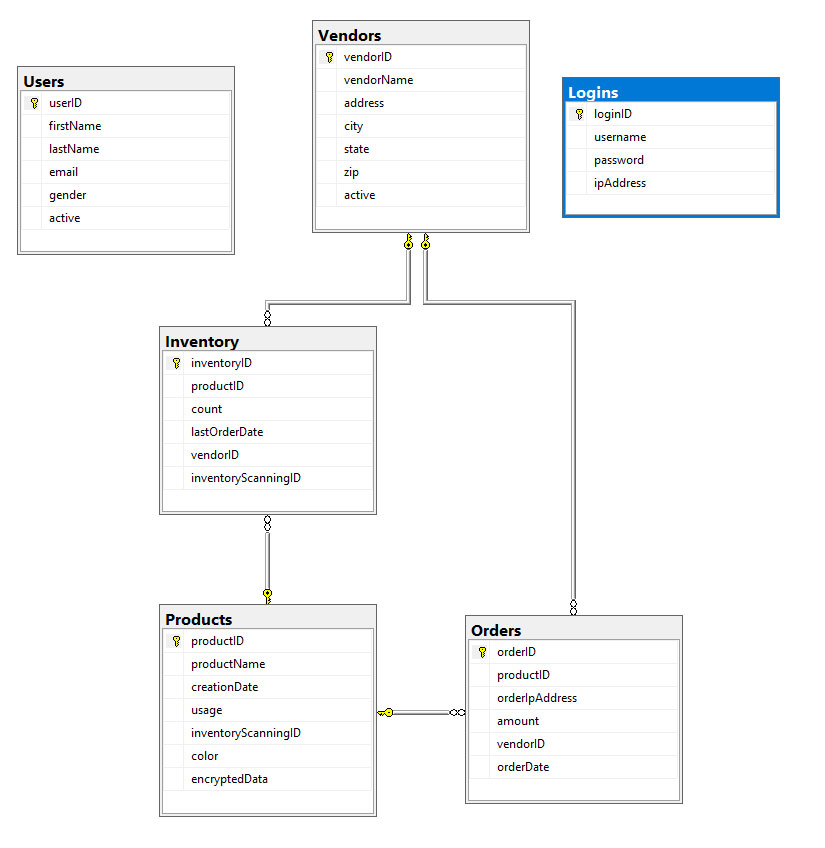 Users
userID
firstName
lastName
email
gender
active
Vendors
vendorID
vendorName
address
city
state
zip
active
Logins
loginID
username
password
ipAddress
Inventory
inventoryID
productID
count
lastOrderDate
vendorID
inventoryScanningID
Products
productID
productName
creationDate
usage
inventoryScanningID
color
encryptedData
Orders
orderID
productID
orderIpAddress
amount
vendorID
orderDate